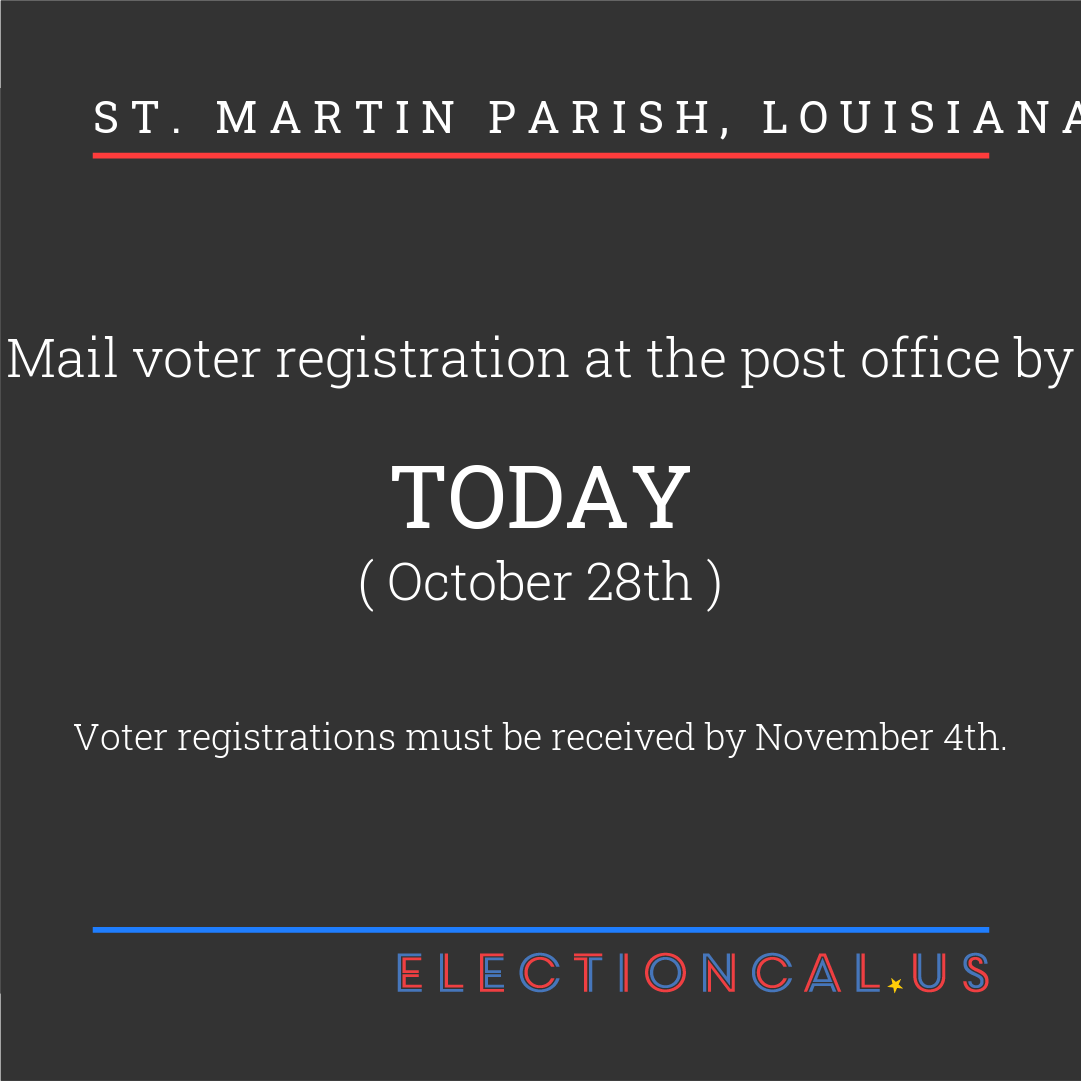 ST. MARTIN PARISH, LOUISIANA
Mail voter registration at the post office by
TODAY
( October 28th )
Voter registrations must be received by November 4th.
ELECTIONCAL.US